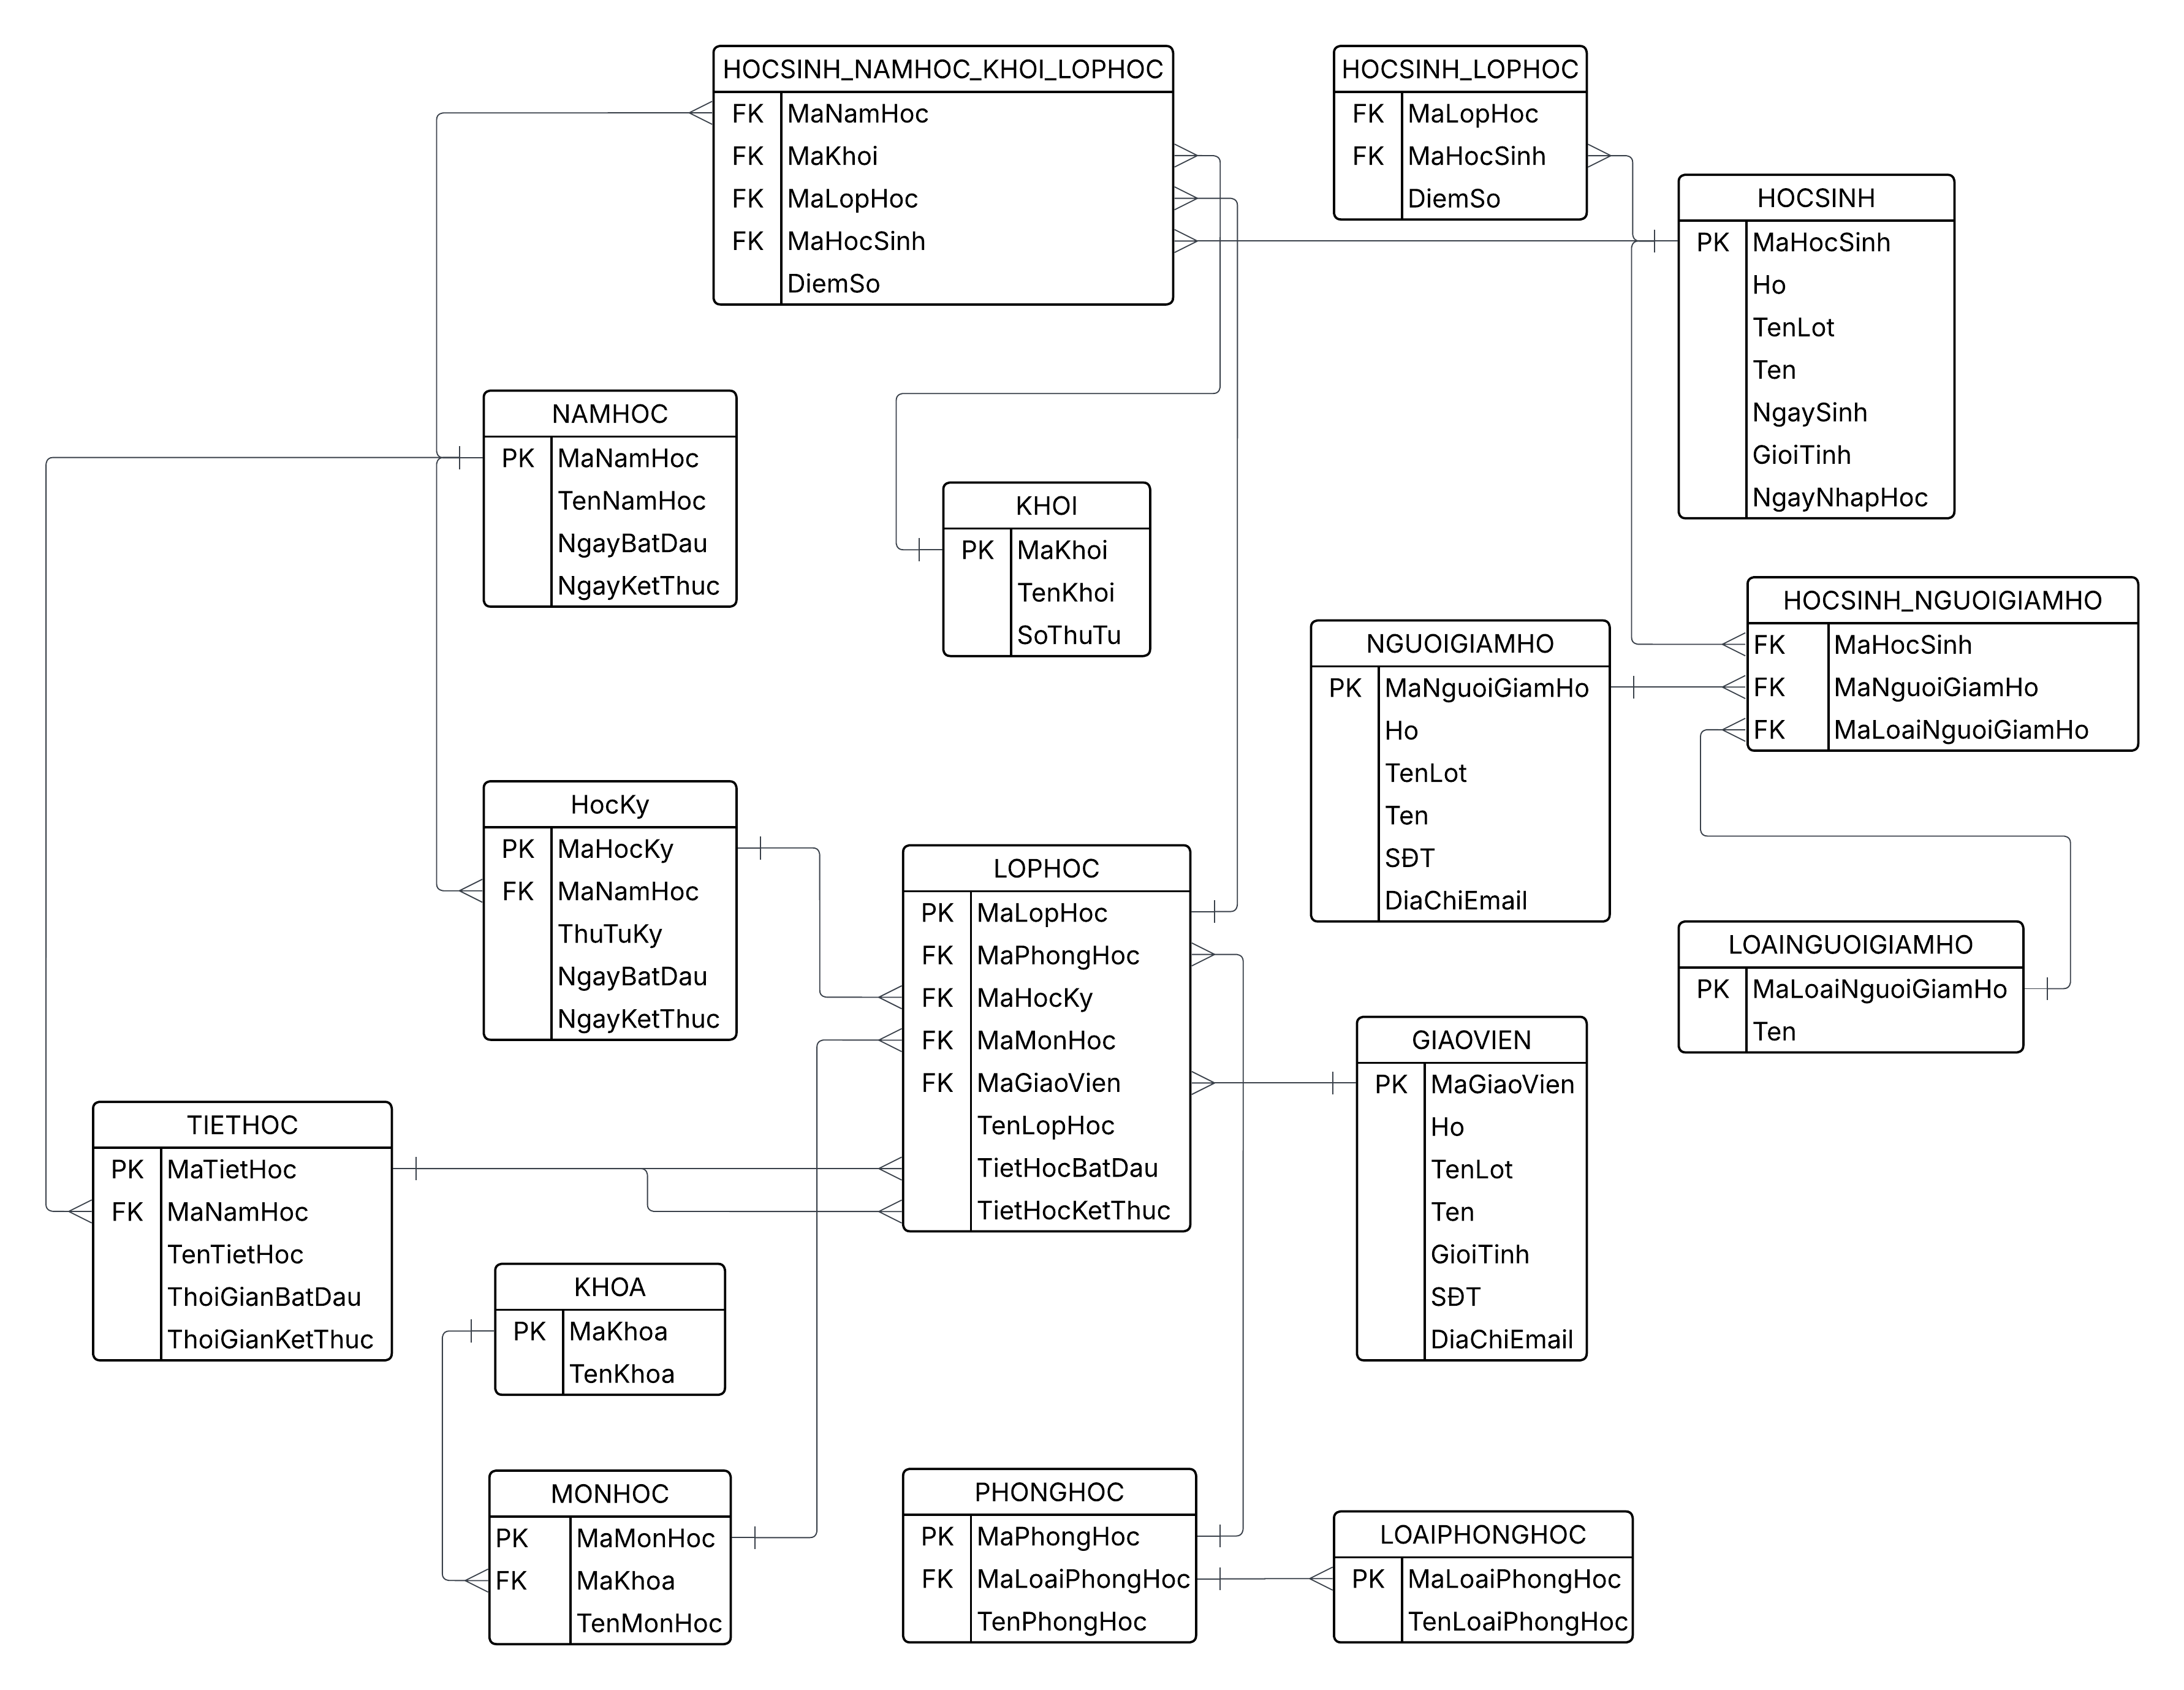 HOCSINH_NAMHOC_KHOI_LOPHOC
FK MaNamHoc
FK MaKhoi
FK MaLopHoc
FK MaHocSinh
DiemSo
HOCSINH_LOPHOC
FK MaLopHoc
FK MaHocSinh
DiemSo
HOCSINH
PK MaHocSinh
Ho
TenLot
Ten
NgaySinh
GioiTinh
NgayNhapHoc
NAMHOC
PK MaNamHoc
TenNamHoc
NgayBatDau
NgayKetThuc
KHOI
PK MaKhoi
TenKhoi
SoThuTu
NGUOIGIAMHO
PK MaNguoiGiamHo
Ho
TenLot
Ten
SĐT
DiaChiEmail
HOCSINH_NGUOIGIAMHO
FK MaHocSinh
FK MaNguoiGiamHo
FK MaLoaiNguoiGiamHo
HocKy
PK MaHocKy
FK MaNamHoc
ThuTuKy
NgayBatDau
NgayKetThuc
LOPHOC
PK MaLopHoc
FK MaPhongHoc
FK MaHocKy
FK MaMonHoc
FK MaGiaoVien
TenLopHoc
TietHocBatDau
TietHocKetThuc
LOAINGUOIGIAMHO
PK MaLoaiNguoiGiamHo
Ten
GIAOVIEN
PK MaGiaoVien
Ho
TenLot
Ten
GioiTinh
SĐT
DiaChiEmail
TIETHOC
PK MaTietHoc
FK MaNamHoc
TenTietHoc
ThoiGianBatDau
ThoiGianKetThuc
KHOA
PK MaKhoa
TenKhoa
MONHOC
PK MaMonHoc
FK MaKhoa
TenMonHoc
PHONGHOC
PK MaPhongHoc
FK MaLoaiPhongHoc
TenPhongHoc
LOAIPHONGHOC
PK MaLoaiPhongHoc
TenLoaiPhongHoc